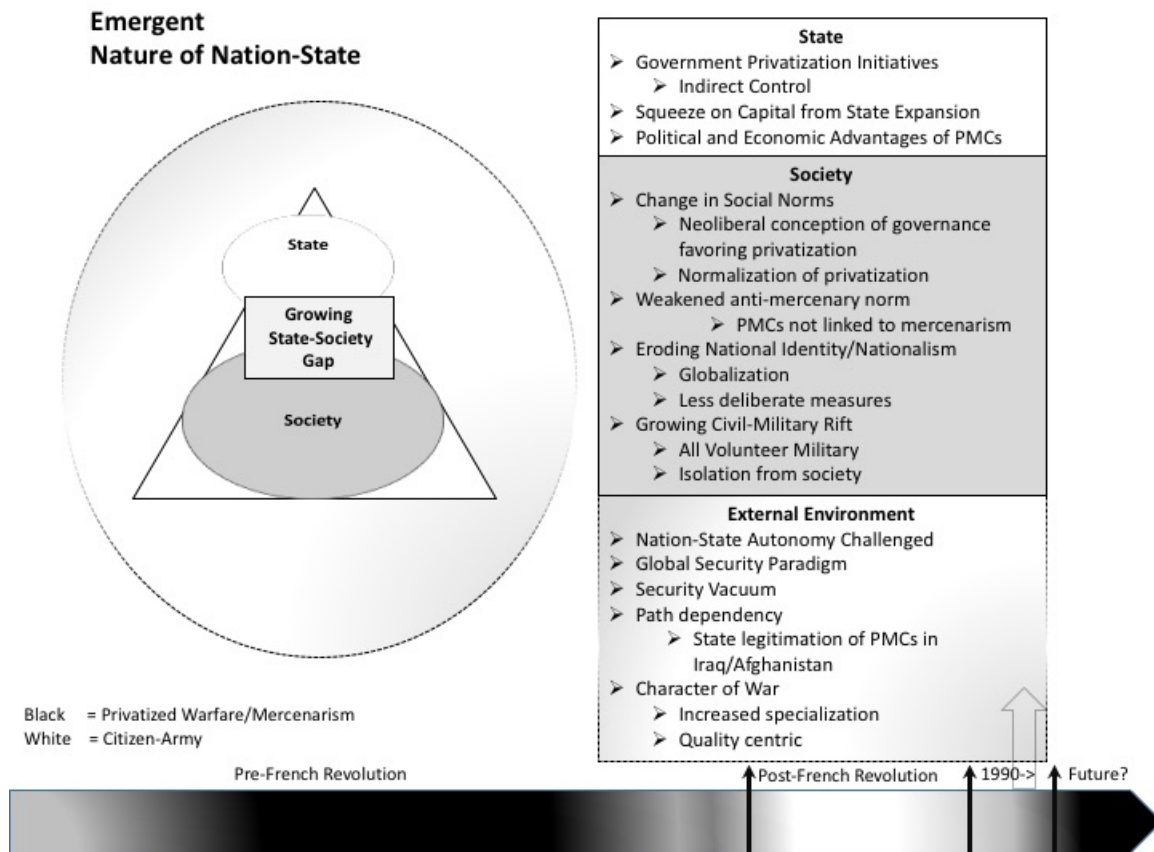 Emergent
Nature of Nation-State
State
Growing
State-Society
Gap
Society
Black = Privatized Warfare/Mercenarism
White = Citizen-Army
State
➢ Government Privatization Initiatives
➢ Indirect Control
➢ Squeeze on Capital from State Expansion
➢ Political and Economic Advantages of PMCs
Society
➢ Change in Social Norms
➢ Neoliberal conception of governance
favoring privatization
➢ Normalization of privatization
➢ Weakened anti-mercenary norm
➢ PMCs not linked to mercenarism
➢ Eroding National Identity/Nationalism
➢ Globalization
➢ Less deliberate measures
➢ Growing Civil-Military Rift
➢ All Volunteer Military
➢ Isolation from society
External Environment
➢ Nation-State Autonomy Challenged
➢ Global Security Paradigm
➢ Security Vacuum
➢ Path dependency
➢ State legitimation of PMCs in
Iraq/Afghanistan
➢ Character of War
➢ Increased specialization
➢ Quality centric
Pre-French Revolution
Post-French Revolution
1990->
Future?